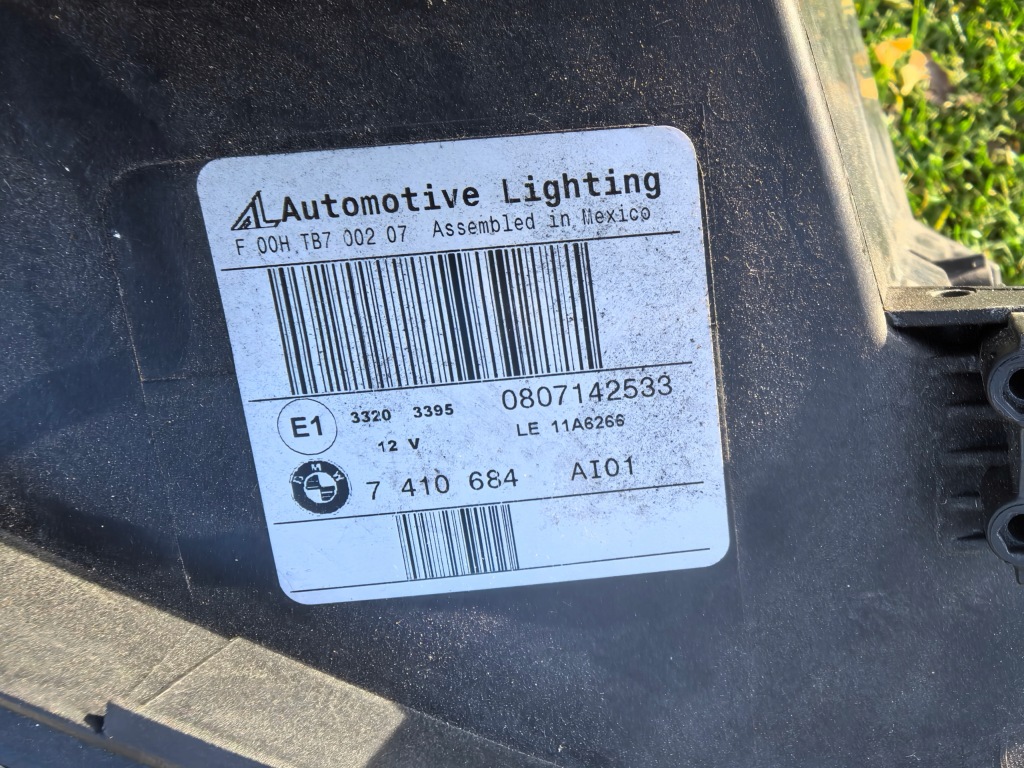 AL Automotive Lighting
F 00H TB7 002 07 Assembled in Mexico
0807142533
E1 3320 3395 LE 11A6266
12 V
BMW 7 410 684 AI01